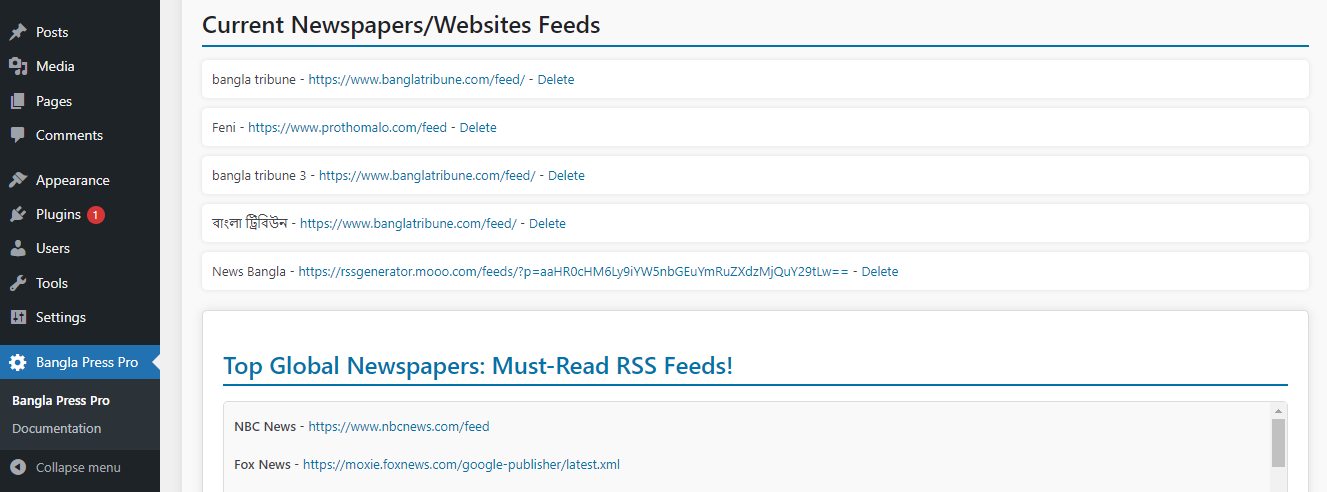 Posts
Media
Pages
Comments
Appearance
Plugins 1
Users
Tools
Settings
Bangla Press Pro
Bangla Press Pro
Documentation
Collapse menu
Current Newspapers/Websites Feeds
bangla tribune - https://www.banglatribune.com/feed/ - Delete
Feni - https://www.prothomalo.com/feed - Delete
bangla tribune 3 - https://www.banglatribune.com/feed/ - Delete
বাংলা ট্রিবিউন - https://www.banglatribune.com/feed/ - Delete
News Bangla - https://rssgenerator.mooo.com/feeds/?p=aaHR0cHM6Ly9iYW5nbGEuYmRuZXdzMjQuY29tLw== - Delete
Top Global Newspapers: Must-Read RSS Feeds!
NBC News - https://www.nbcnews.com/feed
Fox News - https://moxie.foxnews.com/google-publisher/latest.xml